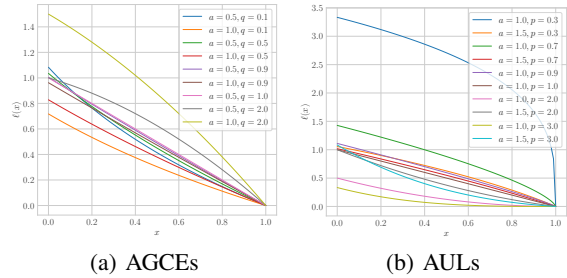 1.4
1.2
1.0
0.8
0.6
0.4
0.2
0.0
ℓ(x)
0.0 0.2 0.4 0.6 0.8 1.0
x
a = 0.5, q = 0.1
a = 1.0, q = 0.1
a = 0.5, q = 0.5
a = 1.0, q = 0.5
a = 0.5, q = 0.9
a = 1.0, q = 0.9
a = 0.5, q = 1.0
a = 0.5, q = 2.0
a = 1.0, q = 2.0
(a) AGCEs
3.5
3.0
2.5
2.0
1.5
1.0
0.5
0.0
ℓ(x)
0.0 0.2 0.4 0.6 0.8 1.0
x
a = 1.0, p = 0.3
a = 1.5, p = 0.3
a = 1.0, p = 0.7
a = 1.5, p = 0.7
a = 1.0, p = 0.9
a = 1.0, p = 1.0
a = 1.0, p = 2.0
a = 1.5, p = 2.0
a = 1.0, p = 3.0
a = 1.5, p = 3.0
(b) AULs